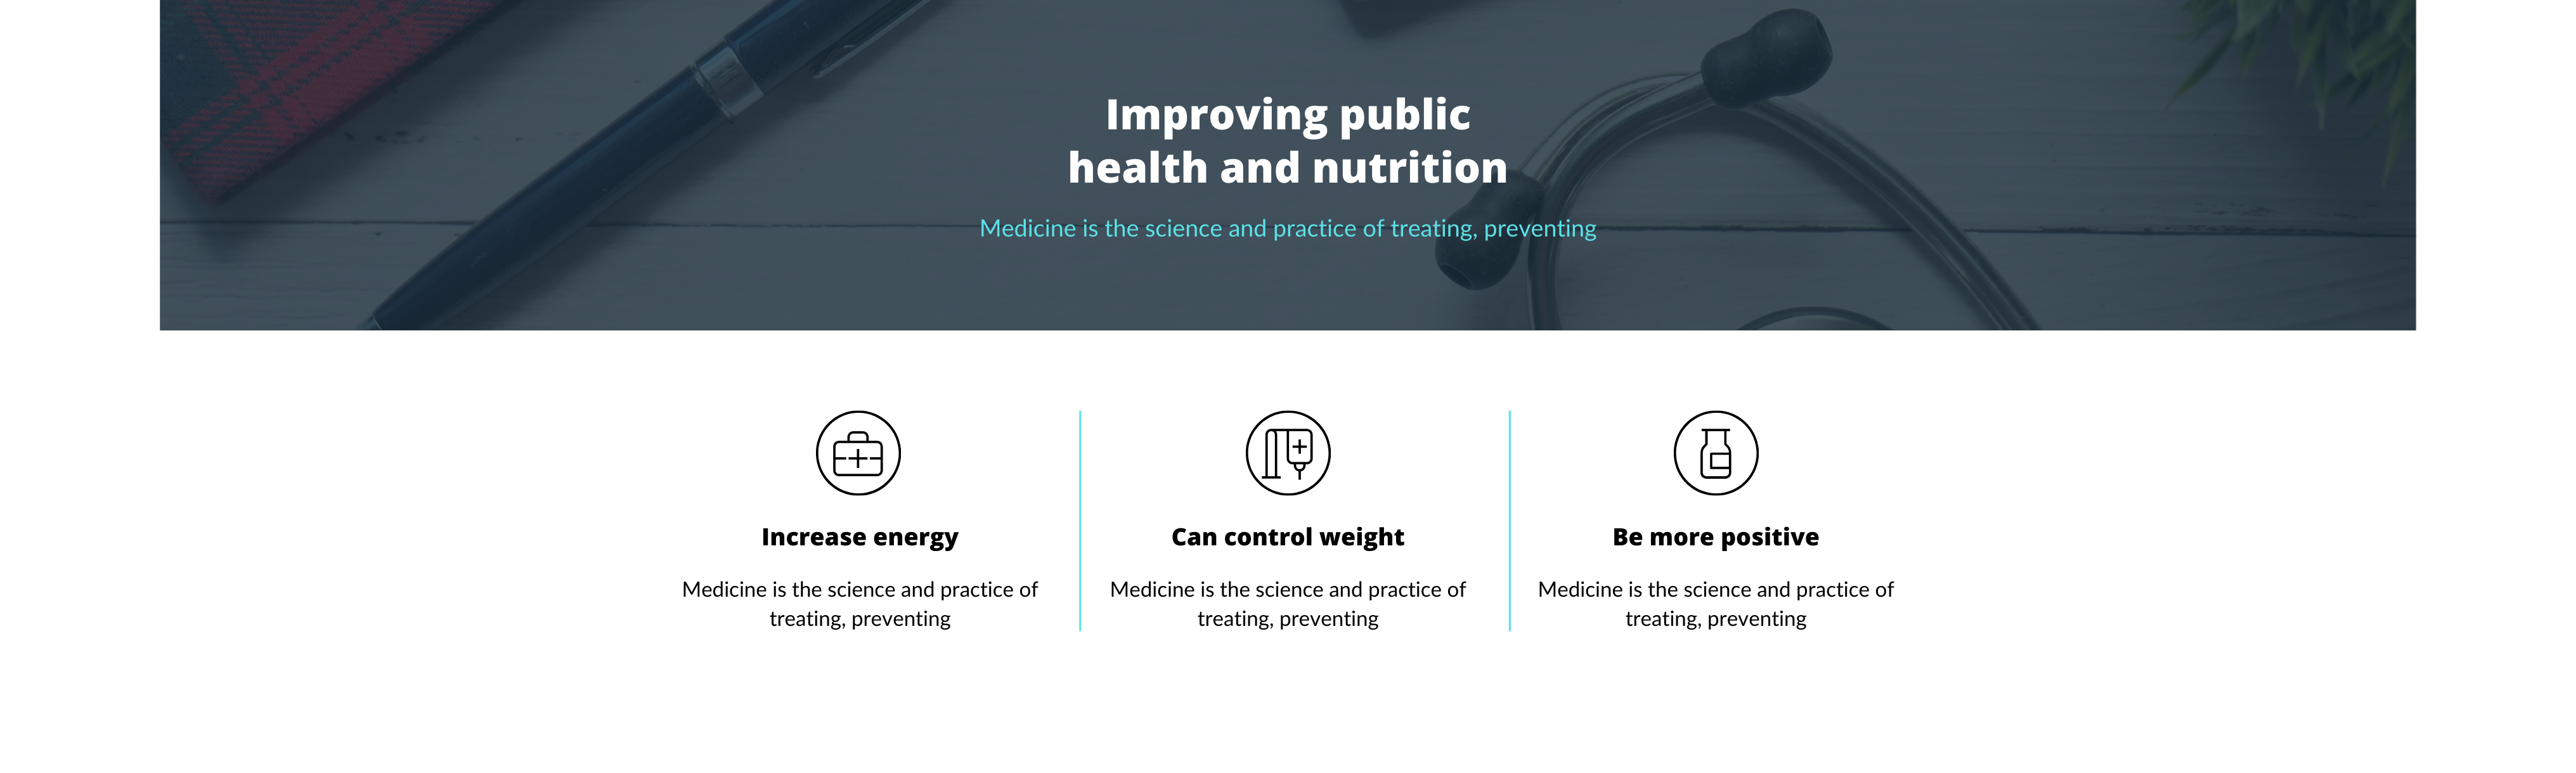 Improving public
health and nutrition
Medicine is the science and practice of treating, preventing
Increase energy
Medicine is the science and practice of
treating, preventing
Can control weight
Medicine is the science and practice of
treating, preventing
Be more positive
Medicine is the science and practice of
treating, preventing